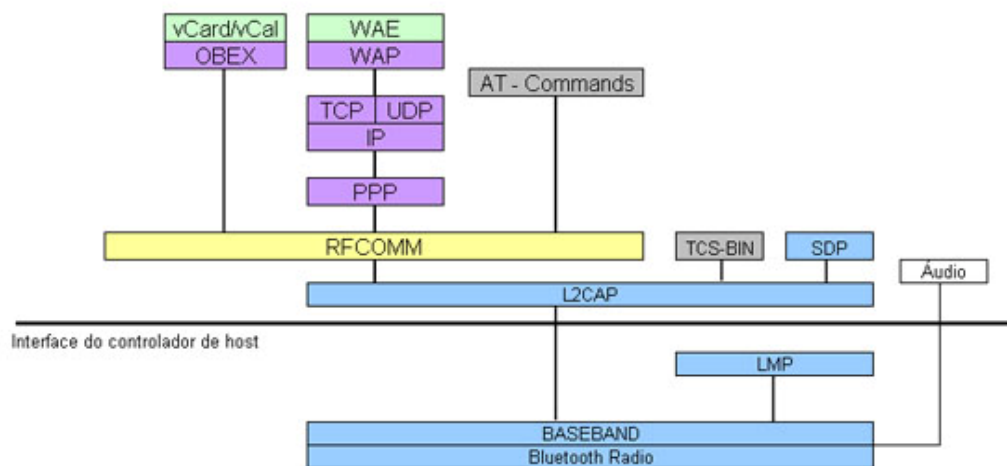 vCard/vCal
OBEX
WAE
WAP
AT - Commands
TCP
UDP
IP
PPP
RFCOMM
TCS-BIN
SDP
Áudio
L2CAP
Interface do controlador de host
LMP
BASEBAND
Bluetooth Radio